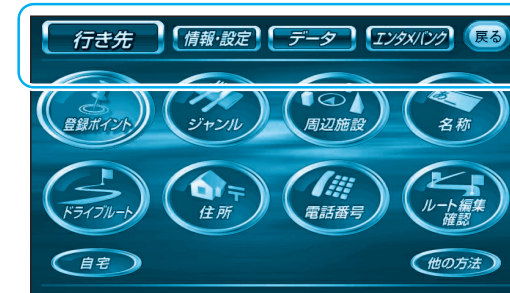 行き先 情報・設定 データ エンタメバンク 戻る
登録ポイント ジャンル 周辺施設 名称
ドライブルート 住所 電話番号 ルート編集
確認
自宅 他の方法